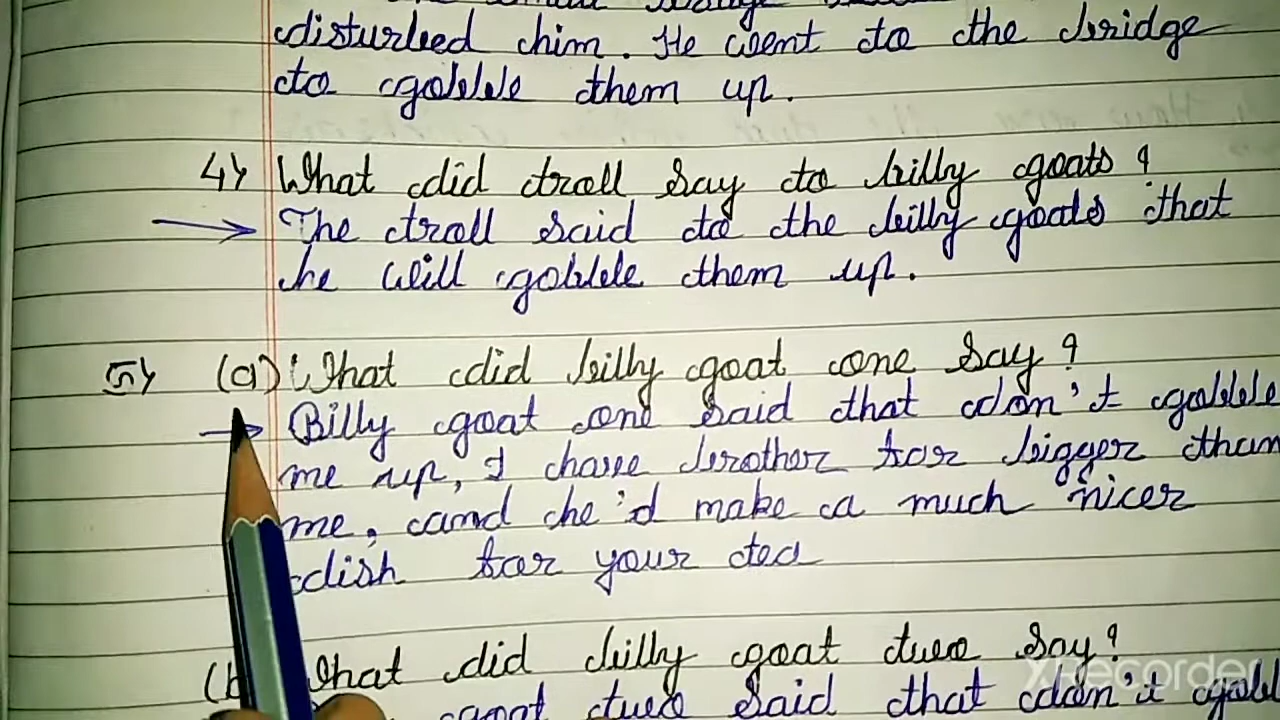 disturbed him. He went to the bridge
to gobble them up.
4) What did troll say to billy goats ?
→ The troll said to the billy goats that
he will gobble them up.
5) (a) What did billy goat one say ?
→ Billy goat one said that don't gobble
me up, I have brother far bigger than
me, and he'd make a much nicer
dish for your tea
(b) What did billy goat two say?
goat two said that don't gobbl
X Recorder